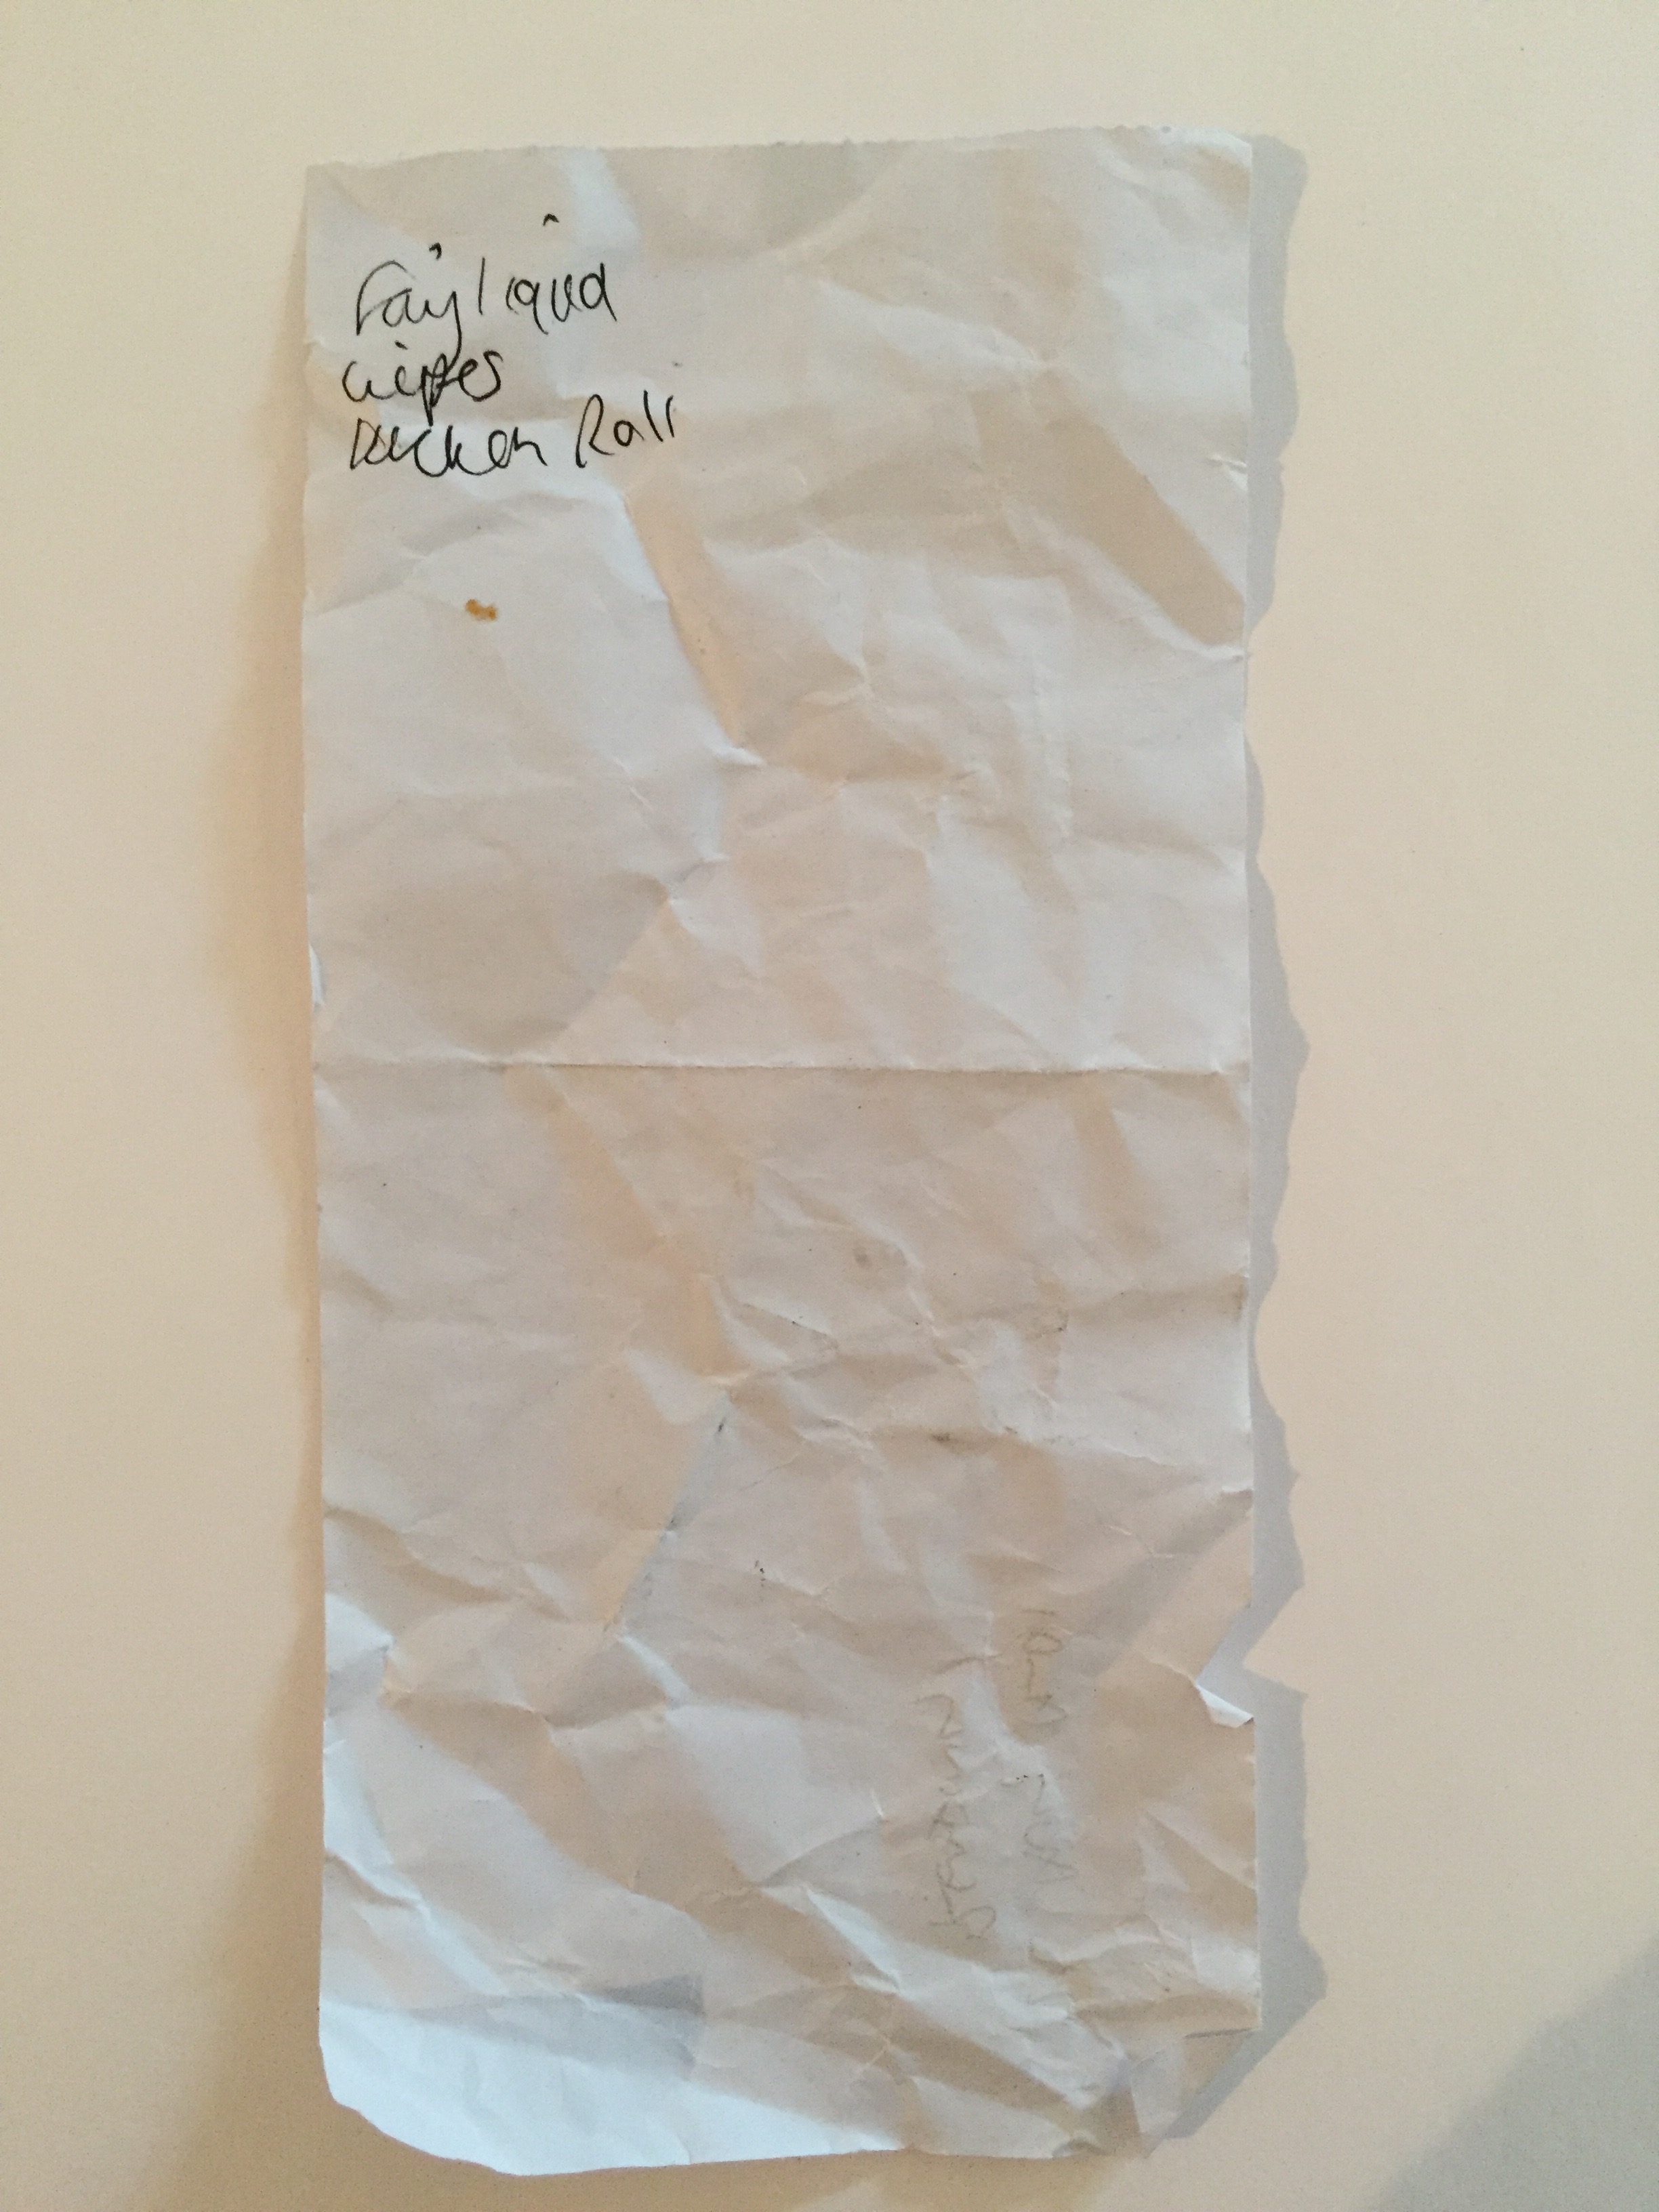 Fairy liquid
wipes
Kitchen Roll